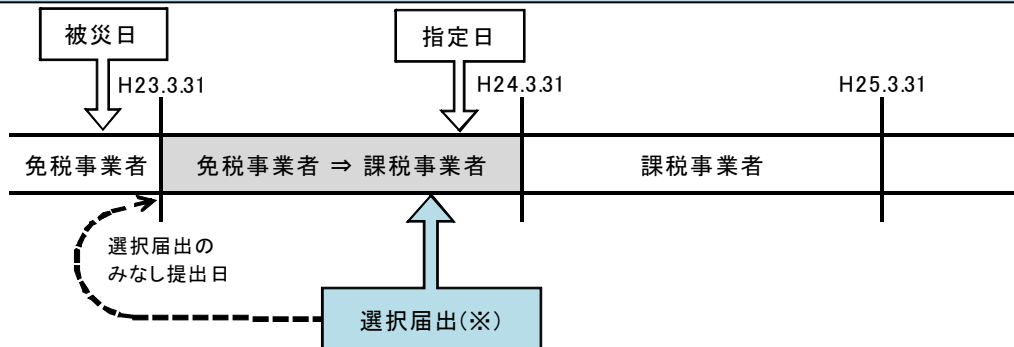 被災日
指定日
H23.3.31
H24.3.31
H25.3.31
免税事業者
免税事業者 ⇒ 課税事業者
課税事業者
選択届出の
みなし提出日
選択届出(※)